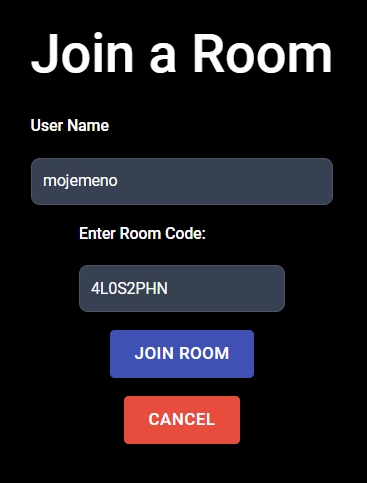 Join a Room
User Name
mojemeno
Enter Room Code:
4L0S2PHN
JOIN ROOM
CANCEL